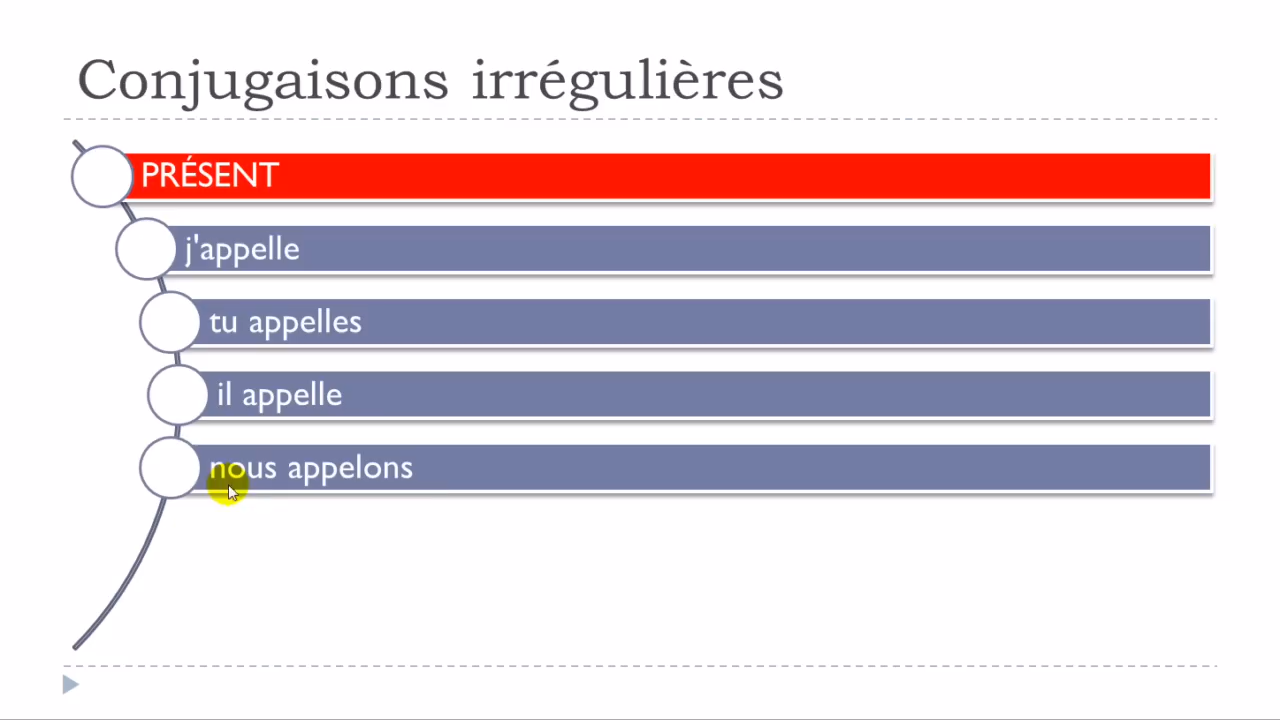 Conjugaisons irrégulières
PRÉSENT
j'appelle
tu appelles
il appelle
nous appelons